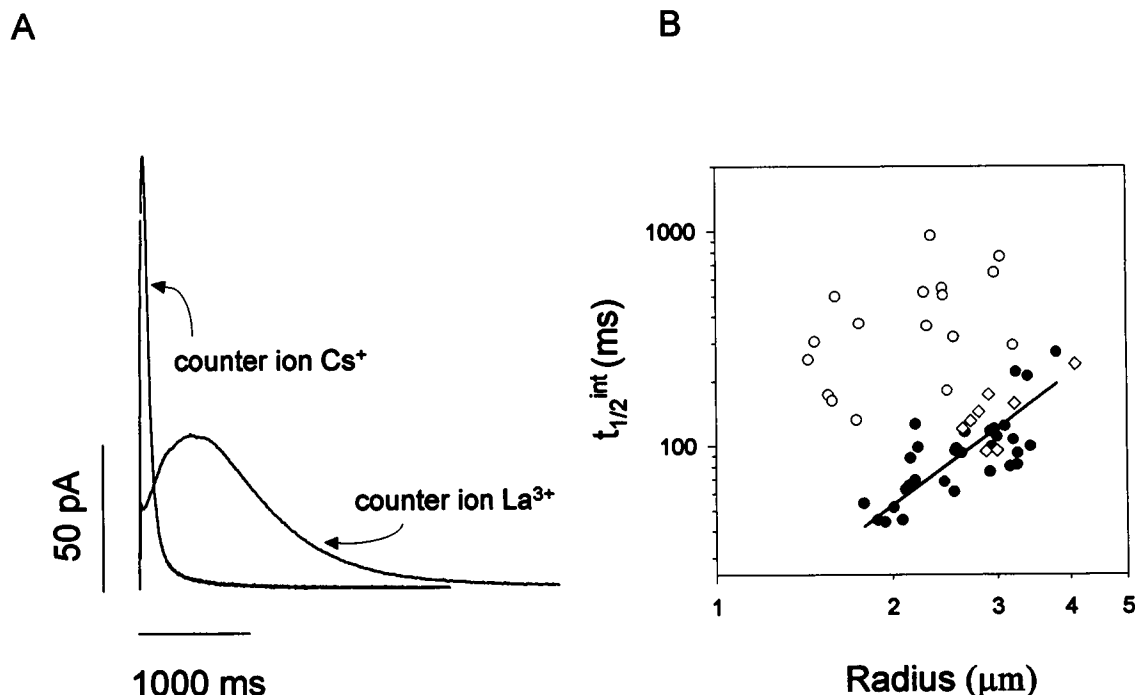 A
B
counter ion Cs⁺
counter ion La³⁺
50 pA
1000 ms
t₁/₂ⁱⁿᵗ (ms)
1000
100
1 2 3 4 5
Radius (μm)